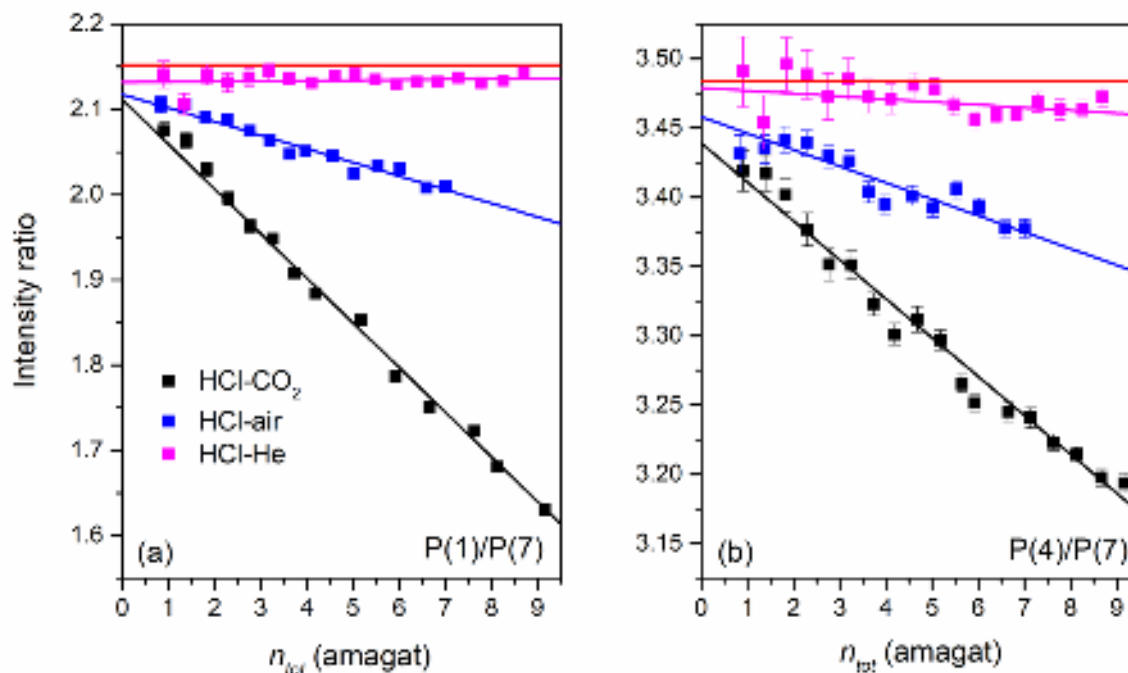 2.2
2.1
2.0
1.9
1.8
1.7
1.6
Intensity ratio
HCl-CO₂
HCl-air
HCl-He
(a)
P(1)/P(7)
0 1 2 3 4 5 6 7 8 9
n_tot (amagat)
3.50
3.45
3.40
3.35
3.30
3.25
3.20
3.15
(b)
P(4)/P(7)
0 1 2 3 4 5 6 7 8 9
n_tot (amagat)